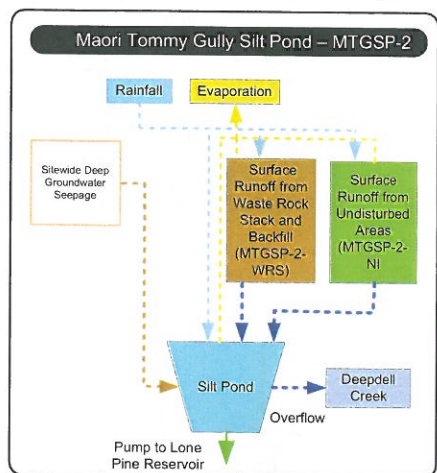 Maori Tommy Gully Silt Pond – MTGSP-2
Rainfall
Evaporation
Sitewide Deep
Groundwater
Seepage
Surface
Runoff from
Waste Rock
Stack and
Backfill
(MTGSP-2-
WRS)
Surface
Runoff from
Undisturbed
Areas
(MTGSP-2-
NI
Silt Pond
Deepdell
Creek
Overflow
Pump to Lone
Pine Reservoir